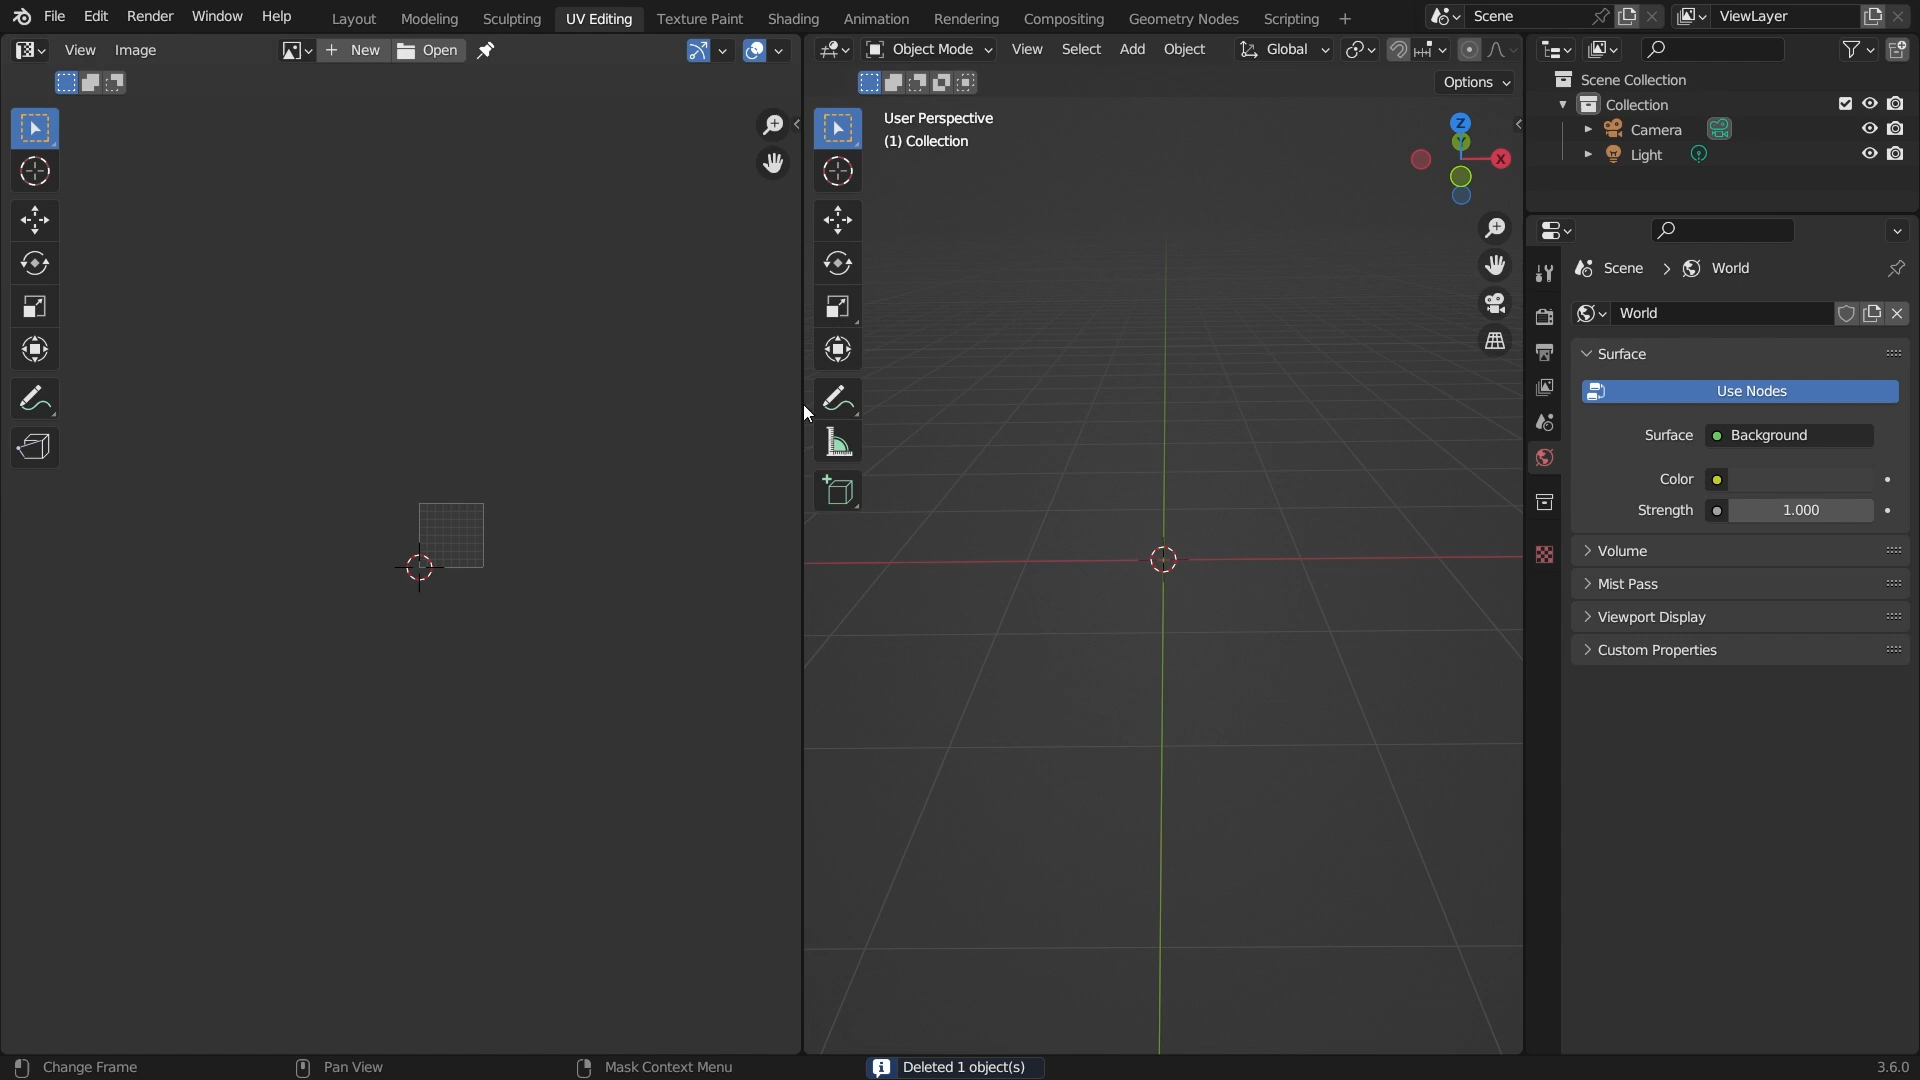 File Edit Render Window Help Layout Modeling Sculpting UV Editing Texture Paint Shading Animation Rendering Compositing Geometry Nodes Scripting + Scene ViewLayer
View Image + New Open
Object Mode View Select Add Object Global
Options
User Perspective
(1) Collection
Z
Y
X
Scene Collection
Collection
Camera
Light
Scene > World
World
Surface
Use Nodes
Surface Background
Color
Strength 1.000
Volume
Mist Pass
Viewport Display
Custom Properties
Change Frame Pan View Mask Context Menu Deleted 1 object(s) 3.6.0